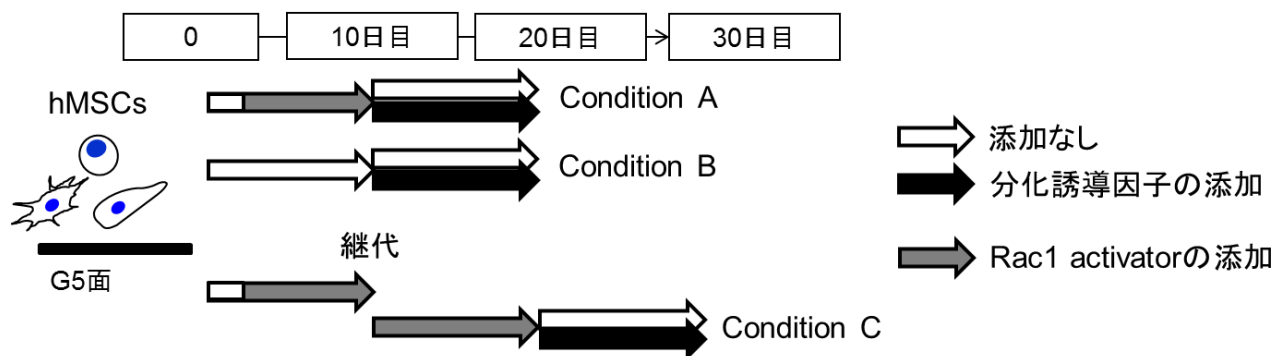 0
10日目
20日目
30日目
hMSCs
Condition A
Condition B
G5面
継代
Condition C
添加なし
分化誘導因子の添加
Rac1 activatorの添加